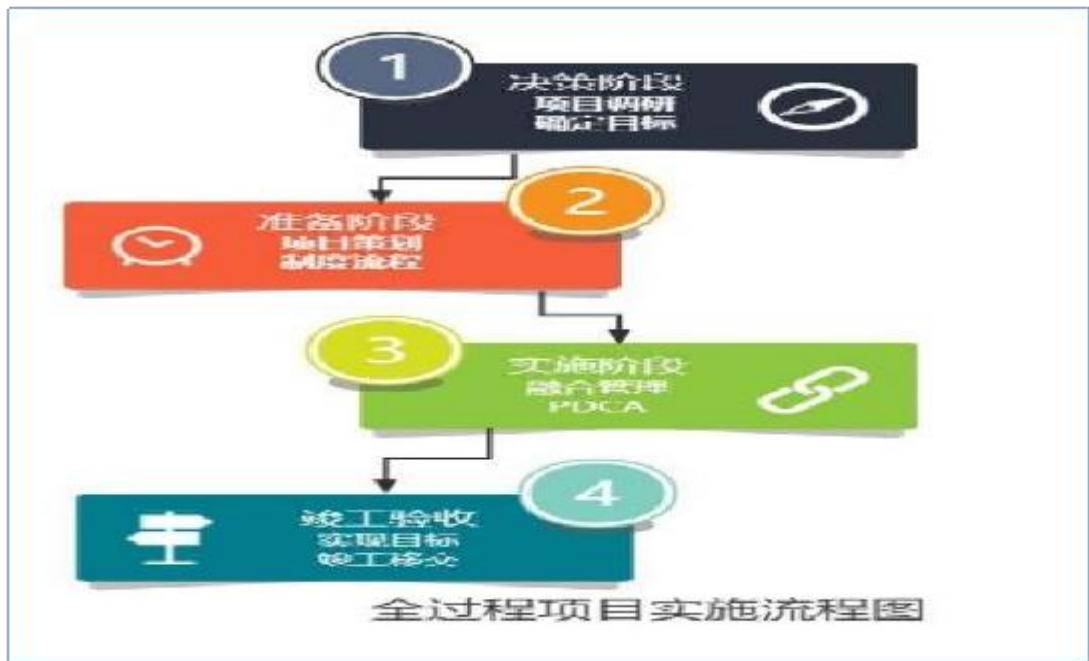 1
决策阶段
项目调研
确定目标
2
准备阶段
项目策划
制度流程
3
实施阶段
融合管理
PDCA
4
竣工验收
实现目标
竣工移交
全过程项目实施流程图